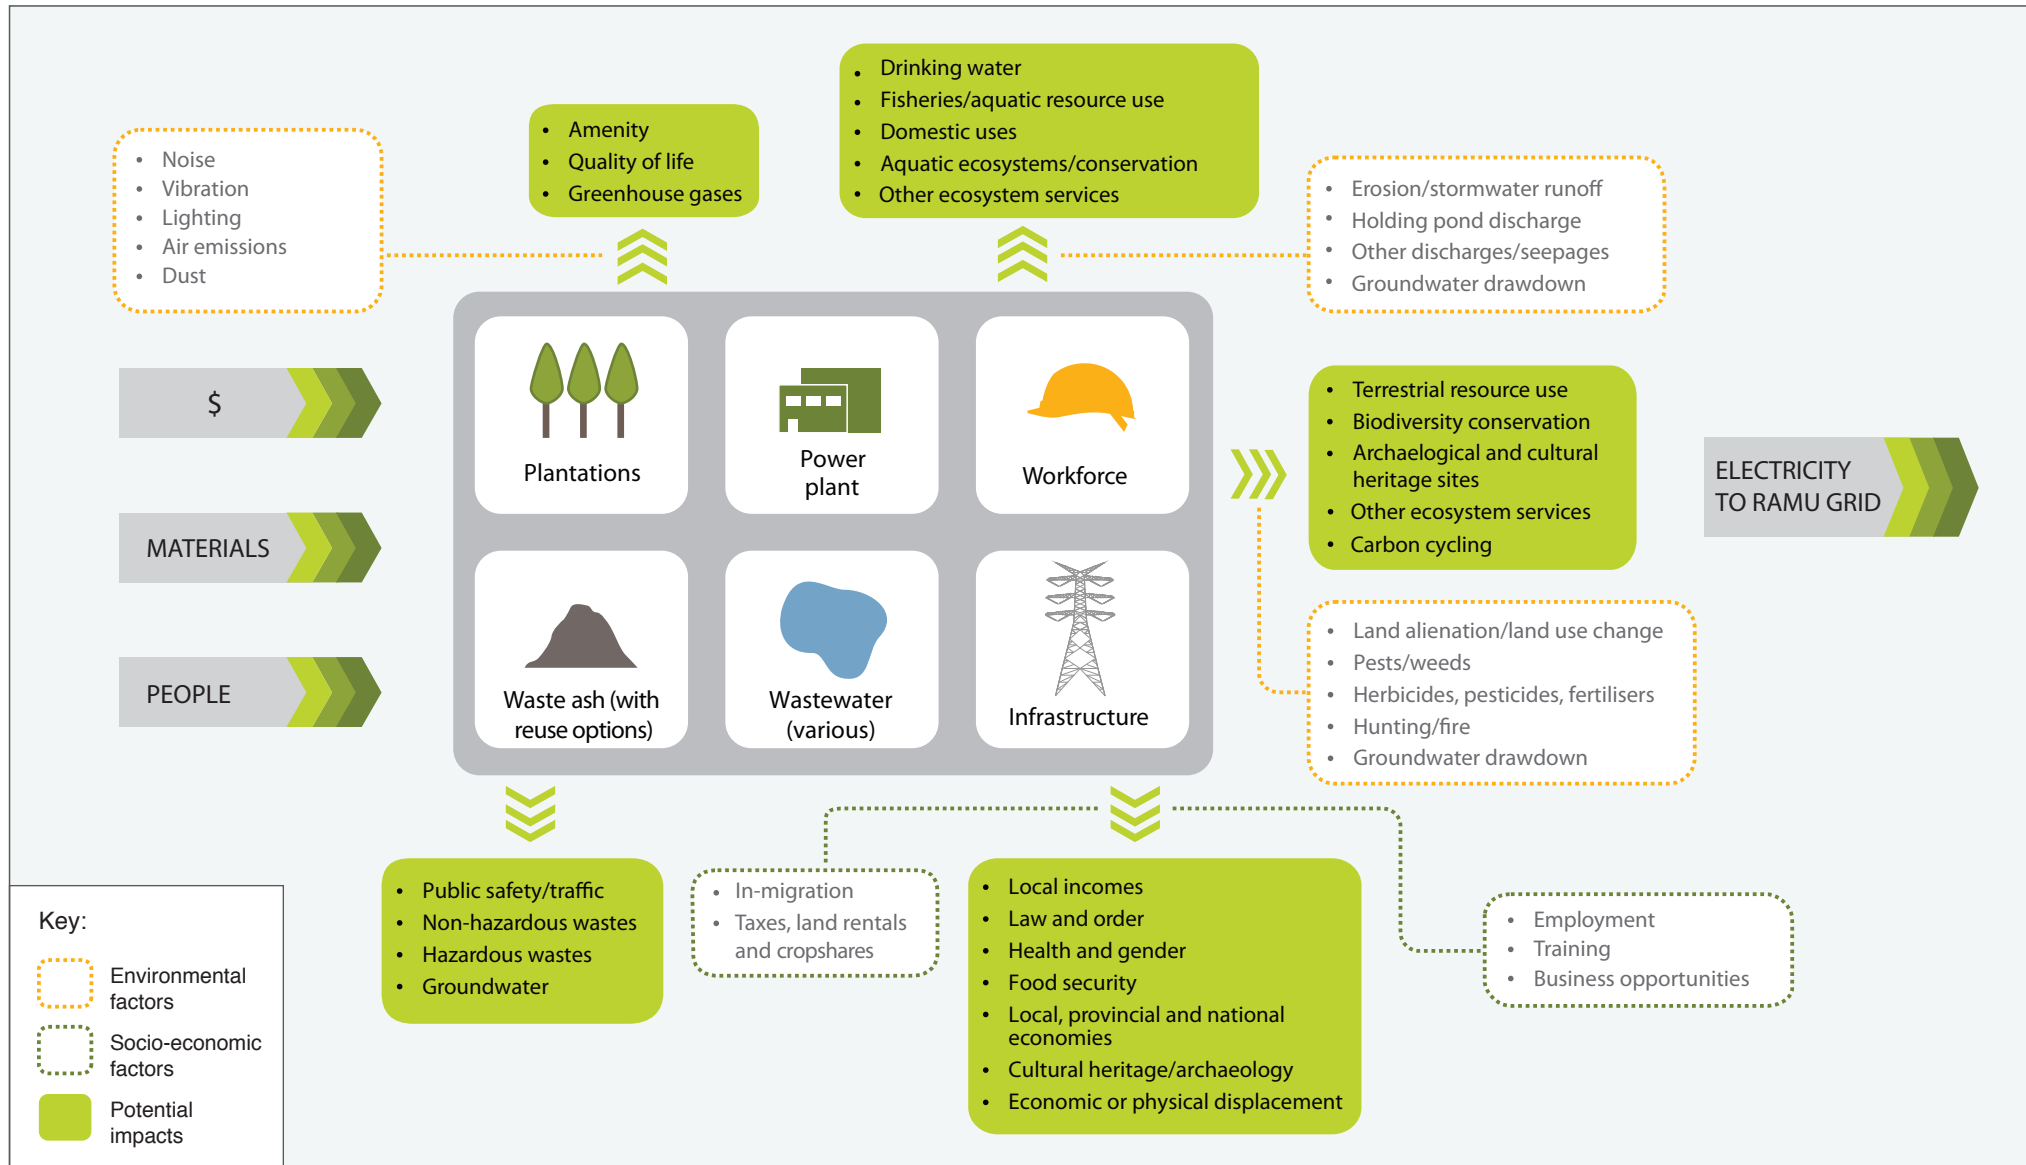 • Drinking water
• Fisheries/aquatic resource use
• Domestic uses
• Aquatic ecosystems/conservation
• Other ecosystem services
• Amenity
• Quality of life
• Greenhouse gases
• Noise
• Vibration
• Lighting
• Air emissions
• Dust
• Erosion/stormwater runoff
• Holding pond discharge
• Other discharges/seepages
• Groundwater drawdown
$
MATERIALS
PEOPLE
Plantations
Power
plant
Workforce
Waste ash (with
reuse options)
Wastewater
(various)
Infrastructure
• Terrestrial resource use
• Biodiversity conservation
• Archaelogical and cultural
heritage sites
• Other ecosystem services
• Carbon cycling
ELECTRICITY
TO RAMU GRID
• Land alienation/land use change
• Pests/weeds
• Herbicides, pesticides, fertilisers
• Hunting/fire
• Groundwater drawdown
• Public safety/traffic
• Non-hazardous wastes
• Hazardous wastes
• Groundwater
• In-migration
• Taxes, land rentals
and cropshares
• Local incomes
• Law and order
• Health and gender
• Food security
• Local, provincial and national
economies
• Cultural heritage/archaeology
• Economic or physical displacement
• Employment
• Training
• Business opportunities
Key:
Environmental
factors
Socio-economic
factors
Potential
impacts